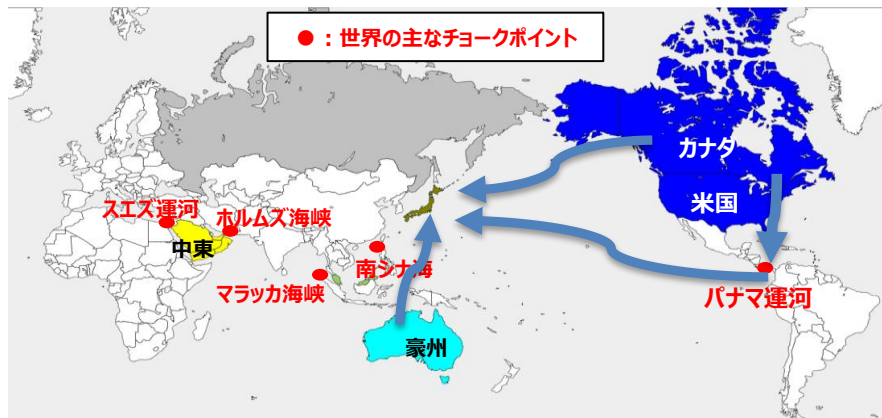 ● : 世界の主なチョークポイント
カナダ
米国
スエズ運河
ホルムズ海峡
中東
南シナ海
マラッカ海峡
パナマ運河
豪州